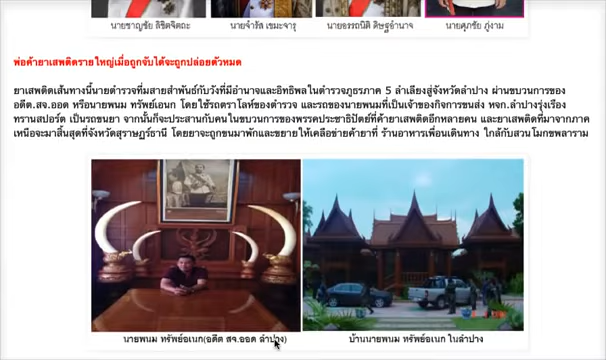 นายชาญชัย ลิขิตจิตถะ
นายจำรัส เขมะจารุ
นายอรรถนิติ ดิษฐอำนาจ
นายศุภชัย ภู่งาม
พ่อค้ายาเสพติดรายใหญ่เมื่อถูกจับได้จะถูกปล่อยตัวหมด
ยาเสพติดเส้นทางนี้นายตำรวจที่มีสายสัมพันธ์กับวังที่มีอำนาจและอิทธิพลในตำรวจภูธรภาค 5 ลำเลียงสู่จังหวัดลำปาง ผ่านขบวนการของ
อดีต.สจ.ออด หรือนายพนม ทรัพย์เอนก โดยใช้รถตราโล่ห์ของตำรวจ และรถของนายพนมที่เป็นเจ้าของกิจการขนส่ง หจก.ลำปางรุ่งเรือง
ทรานสปอร์ต เป็นรถขนยา จากนั้นก็จะประสานกับคนในขบวนการของพรรคประชาธิปัตย์ที่ค้ายาเสพติดอีกหลายคน และยาเสพติดที่มาจากภาค
เหนือจะมาสิ้นสุดที่จังหวัดสุราษฏร์ธานี โดยยาจะถูกขนมาพักและขยายให้เครือข่ายค้ายาที่ ร้านอาหารเพื่อนเดินทาง ใกล้กับสวนโมกขพลาราม
นายพนม ทรัพย์อเนก(อดีต สจ.ออด ลำปาง)
บ้านนายพนม ทรัพย์อเนก ในลำปาง